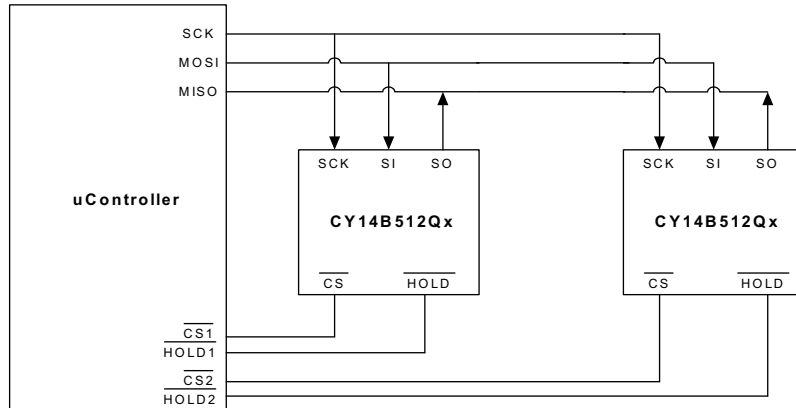 SCK
MOSI
MISO
SCK SI SO
SCK SI SO
uController
CY14B512Qx
CY14B512Qx
CS
HOLD
CS
HOLD
CS1
HOLD1
CS2
HOLD2